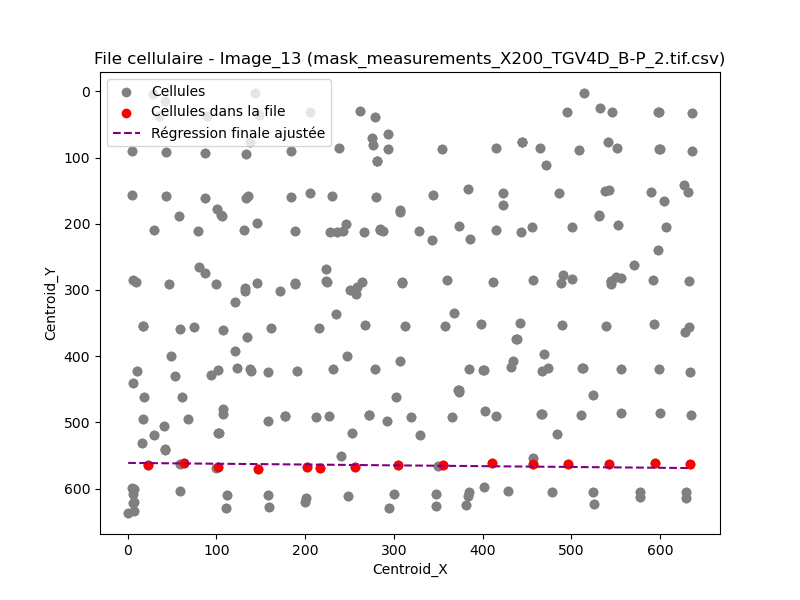 File cellulaire - Image_13 (mask_measurements_X200_TGV4D_B-P_2.tif.csv)
Cellules
Cellules dans la file
Régression finale ajustée
0
100
200
300
400
500
600
Centroid_Y
0 100 200 300 400 500 600
Centroid_X